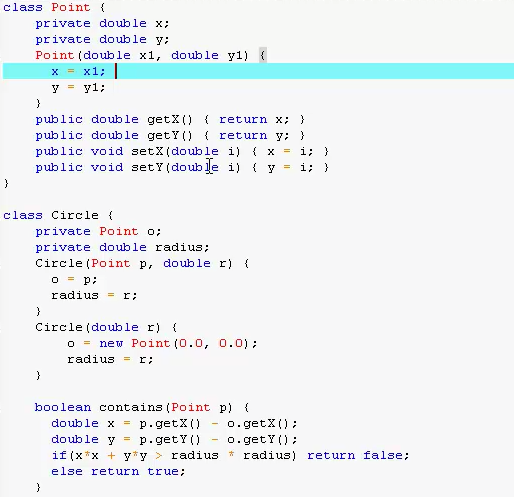 class Point {
    private double x;
    private double y;
    Point(double x1, double y1) {
      x = x1;
      y = y1;
    }
    public double getX() { return x; }
    public double getY() { return y; }
    public void setX(double i) { x = i; }
    public void setY(double i) { y = i; }
}

class Circle {
    private Point o;
    private double radius;
    Circle(Point p, double r) {
      o = p;
      radius = r;
    }
    Circle(double r) {
        o = new Point(0.0, 0.0);
        radius = r;
    }

    boolean contains(Point p) {
      double x = p.getX() - o.getX();
      double y = p.getY() - o.getY();
      if(x*x + y*y > radius * radius) return false;
      else return true;
    }